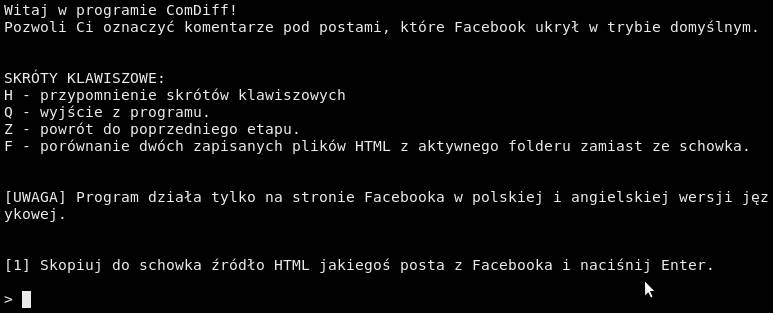 Witaj w programie ComDiff!
Pozwoli Ci oznaczyć komentarze pod postami, które Facebook ukrył w trybie domyślnym.
SKRÓTY KLAWISZOWE:
H - przypomnienie skrótów klawiszowych
Q - wyjście z programu.
Z - powrót do poprzedniego etapu.
F - porównanie dwóch zapisanych plików HTML z aktywnego folderu zamiast ze schowka.
[UWAGA] Program działa tylko na stronie Facebooka w polskiej i angielskiej wersji jęz
ykowej.
[1] Skopiuj do schowka źródło HTML jakiegoś posta z Facebooka i naciśnij Enter.
>